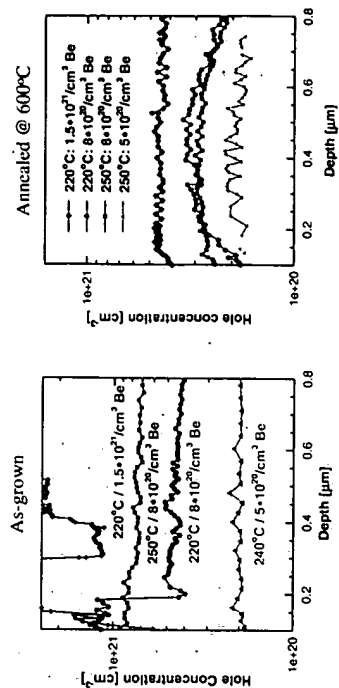 As-grown
Hole Concentration [cm³]
1e+21
1e+20
220°C / 1.5•10²¹/cm³ Be
250°C / 8•10²⁰/cm³ Be
220°C / 8•10²⁰/cm³ Be
240°C / 5•10²⁰/cm³ Be
0.2 0.4 0.6 0.8
Depth [µm]
Annealed @ 600°C
Hole concentration [cm³]
1e+21
1e+20
220°C: 1.5•10²¹/cm³ Be
220°C: 8•10²⁰/cm³ Be
250°C: 8•10²⁰/cm³ Be
250°C: 5•10²⁰/cm³ Be
0.2 0.4 0.6 0.8
Depth [µm]